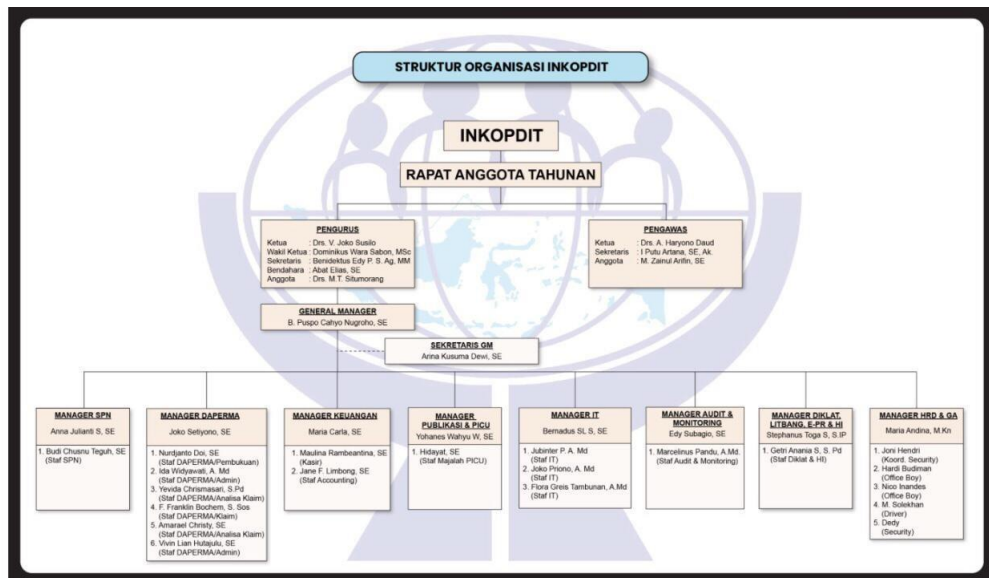 STRUKTUR ORGANISASI INKOPDIT
INKOPDIT
RAPAT ANGGOTA TAHUNAN
PENGURUS
Ketua : Drs. V. Joko Susilo
Wakil Ketua : Dominikus Wara Sabon, MSc
Sekretaris : Benidektus Edy P. S. Ag, MM
Bendahara : Abat Elias, SE
Anggota : Drs. M.T. Situmorang
PENGAWAS
Ketua : Drs. A. Haryono Daud
Sekretaris : I Putu Artana, SE, Ak.
Anggota : M. Zainul Arifin, SE
GENERAL MANAGER
B. Puspo Cahyo Nugroho, SE
SEKRETARIS GM
Arina Kusuma Dewi, SE
MANAGER SPN
Anna Julianti S, SE
1. Budi Chusnu Teguh, SE
(Staf SPN)
MANAGER DAPERMA
Joko Setiyono, SE
1. Nurdjanto Doi, SE
(Staf DAPERMA/Pembukuan)
2. Ida Widyawati, A. Md
(Staf DAPERMA/Admin)
3. Yevida Chrismasari, S.Pd
(Staf DAPERMA/Analisa Klaim)
4. F. Franklin Bochem, S. Sos
(Staf DAPERMA/Klaim)
5. Amarael Christy, SE
(Staf DAPERMA/Analisa Klaim)
6. Vivin Lian Hutajulu, SE
(Staf DAPERMA/Admin)
MANAGER KEUANGAN
Maria Carla, SE
1. Maulina Rambeantina, SE
(Kasir)
2. Jane F. Limbong, SE
(Staf Accounting)
MANAGER
PUBLIKASI & PICU
Yohanes Wahyu W, SE
1. Hidayat, SE
(Staf Majalah PICU)
MANAGER IT
Bernadus SL S, SE
1. Jubinter P. A. Md
(Staf IT)
2. Joko Priono, A. Md
(Staf IT)
3. Flora Greis Tambunan, A.Md
(Staf IT)
MANAGER AUDIT &
MONITORING
Edy Subagio, SE
1. Marcelinus Pandu, A.Md.
(Staf Audit & Monitoring)
MANAGER DIKLAT,
LITBANG, E-PR & HI
Stephanus Toga S, S.IP
1. Getri Anania S, S. Pd
(Staf Diklat & HI)
MANAGER HRD & GA
Maria Andina, M.Kn
1. Joni Hendri
(Koord. Security)
2. Hardi Budiman
(Office Boy)
3. Nico Inandes
(Office Boy)
4. M. Solekhan
(Driver)
5. Dedy
(Security)